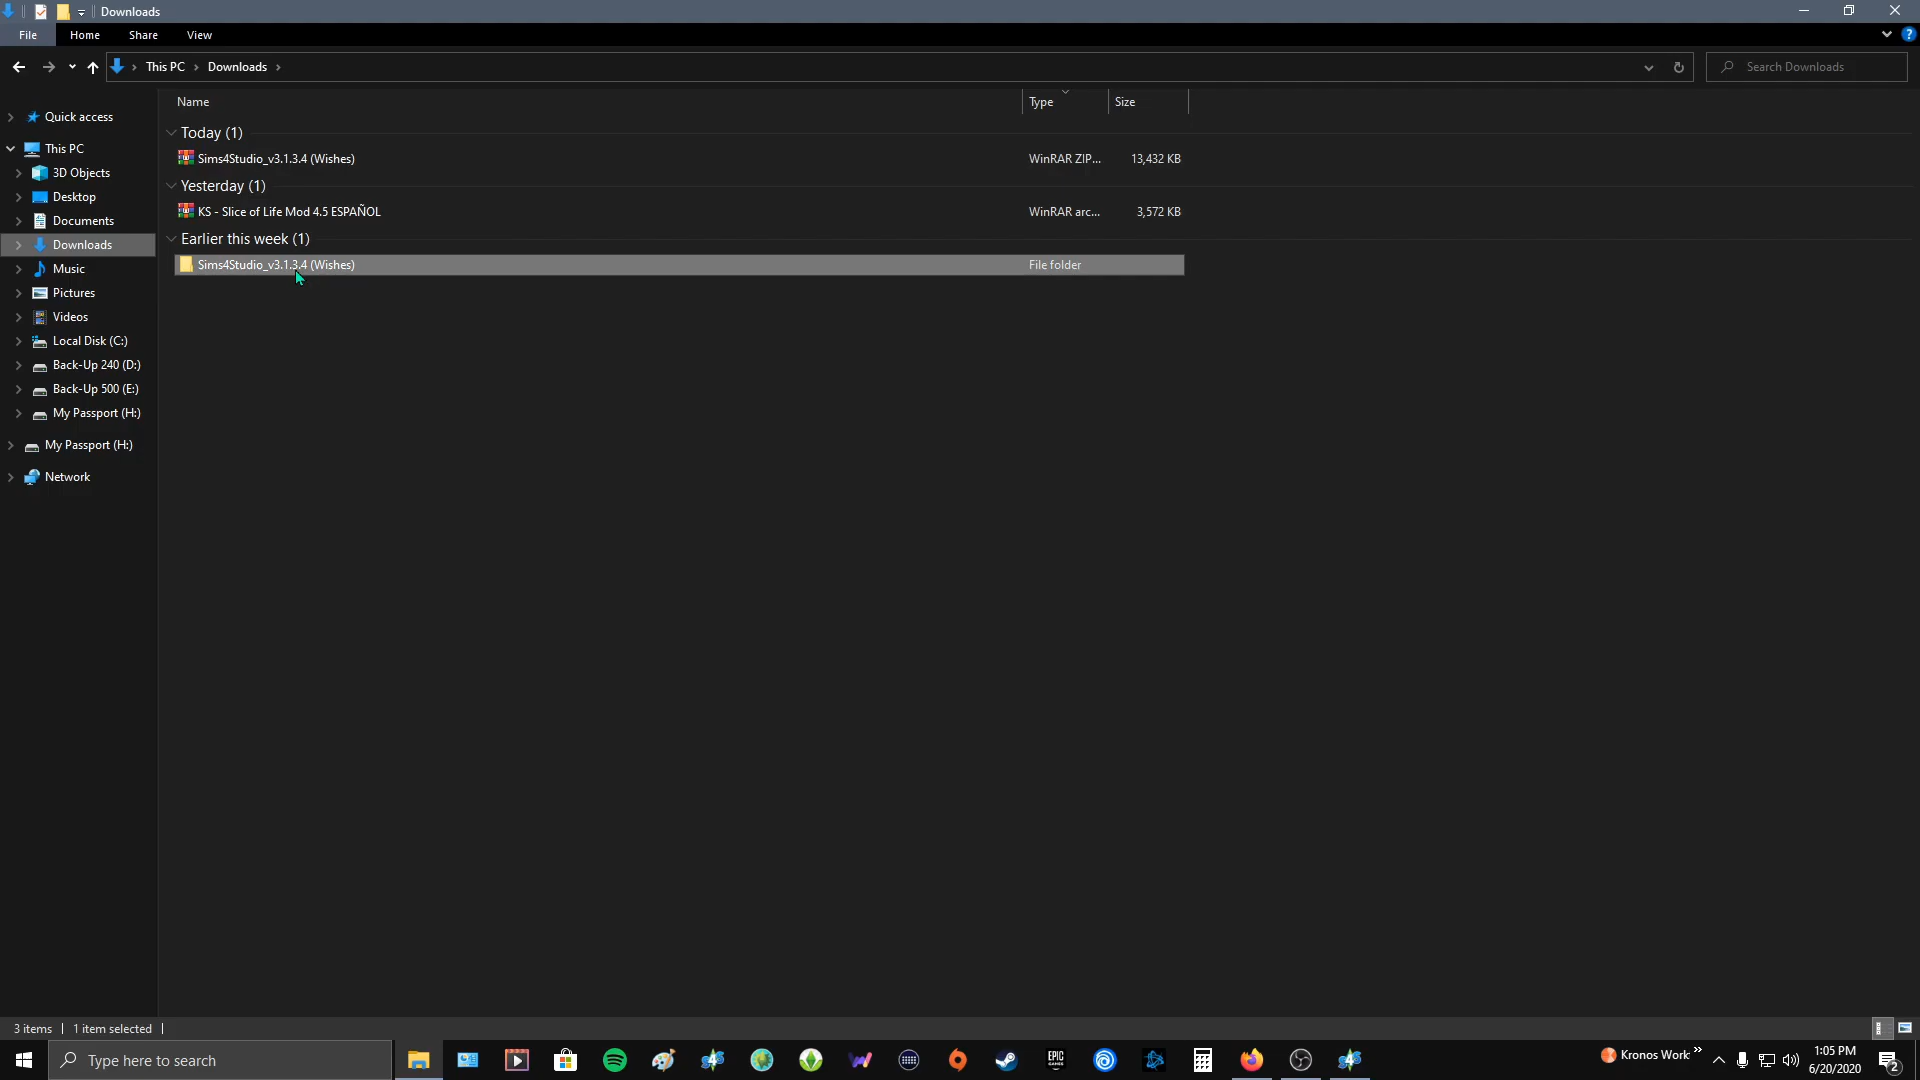 Downloads
File Home Share View
This PC Downloads Search Downloads
Name Type Size
Quick access
This PC
3D Objects
Desktop
Documents
Downloads
Music
Pictures
Videos
Local Disk (C:)
Back-Up 240 (D:)
Back-Up 500 (E:)
My Passport (H:)
My Passport (H:)
Network
Today (1)
Sims4Studio_v3.1.3.4 (Wishes) WinRAR ZIP... 13,432 KB
Yesterday (1)
KS - Slice of Life Mod 4.5 ESPAÑOL WinRAR arc... 3,572 KB
Earlier this week (1)
Sims4Studio_v3.1.3.4 (Wishes) File folder
3 items 1 item selected
Type here to search
EPIC GAMES
Kronos Work
1:05 PM
6/20/2020
2